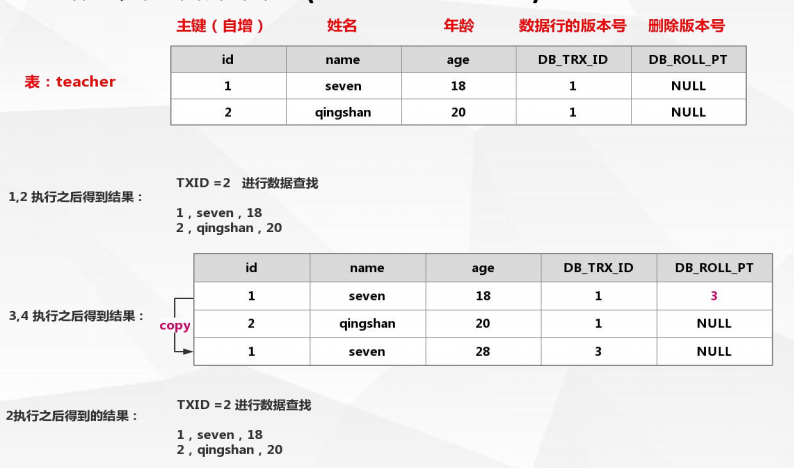 主键（自增） 姓名 年龄 数据行的版本号 删除版本号
表：teacher
id name age DB_TRX_ID DB_ROLL_PT
1 seven 18 1 NULL
2 qingshan 20 1 NULL
1,2 执行之后得到结果：
TXID =2 进行数据查找
1，seven，18
2，qingshan，20
id name age DB_TRX_ID DB_ROLL_PT
1 seven 18 1 3
3,4 执行之后得到结果：
copy
2 qingshan 20 1 NULL
1 seven 28 3 NULL
2执行之后得到的结果：
TXID =2 进行数据查找
1，seven，18
2，qingshan，20